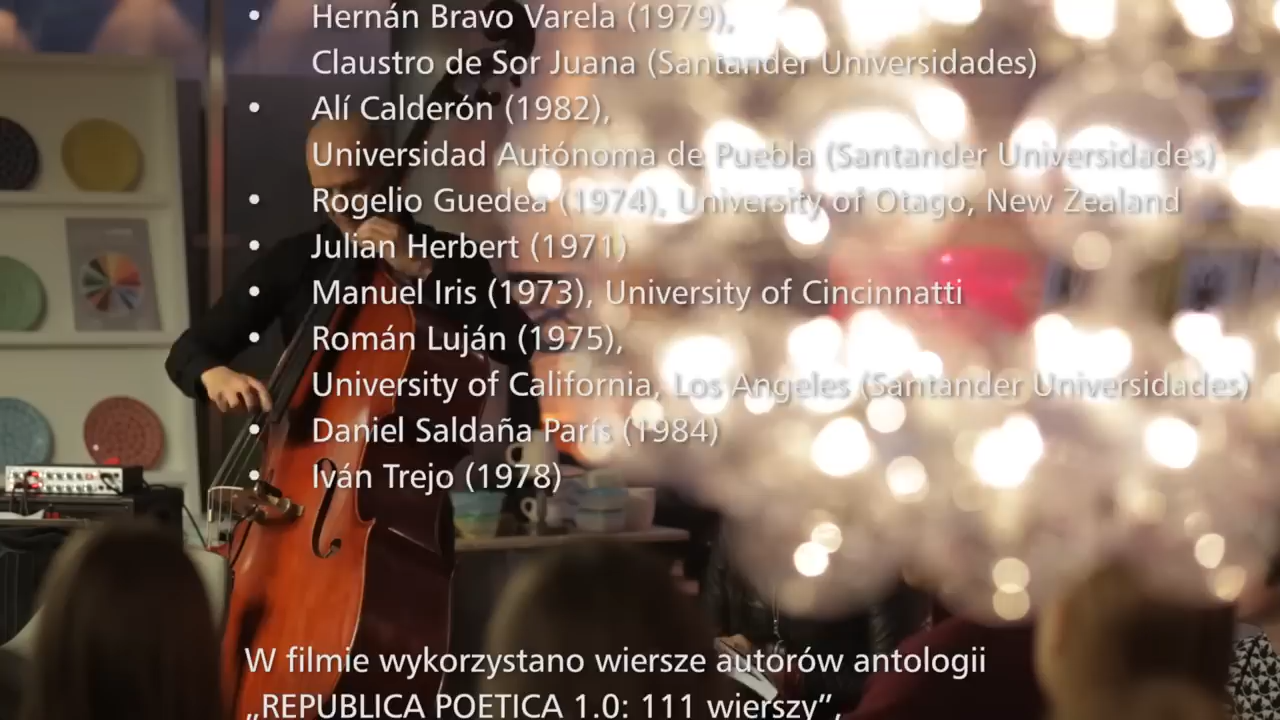 • Hernán Bravo Varela (1979),
Claustro de Sor Juana (Santander Universidades)
• Alí Calderón (1982),
Universidad Autónoma de Puebla (Santander Universidades)
• Rogelio Guedea (1974), University of Otago, New Zealand
• Julian Herbert (1971)
• Manuel Iris (1973), University of Cincinnatti
• Román Luján (1975),
University of California, Los Angeles (Santander Universidades)
• Daniel Saldaña París (1984)
• Iván Trejo (1978)
W filmie wykorzystano wiersze autorów antologii
„REPUBLICA POETICA 1.0: 111 wierszy”,